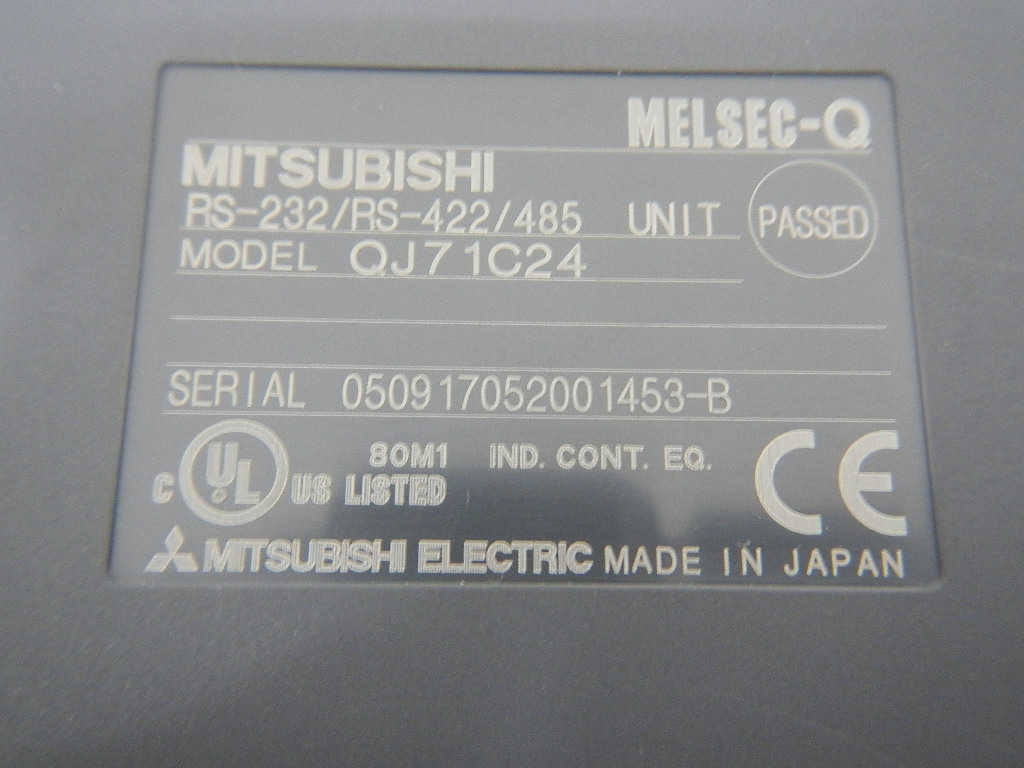 MELSEC-Q
MITSUBISHI
RS-232/RS-422/485 UNIT
PASSED
MODEL QJ71C24
SERIAL 050917052001453-B
80M1 IND. CONT. EQ.
C UL US LISTED
CE
MITSUBISHI ELECTRIC MADE IN JAPAN